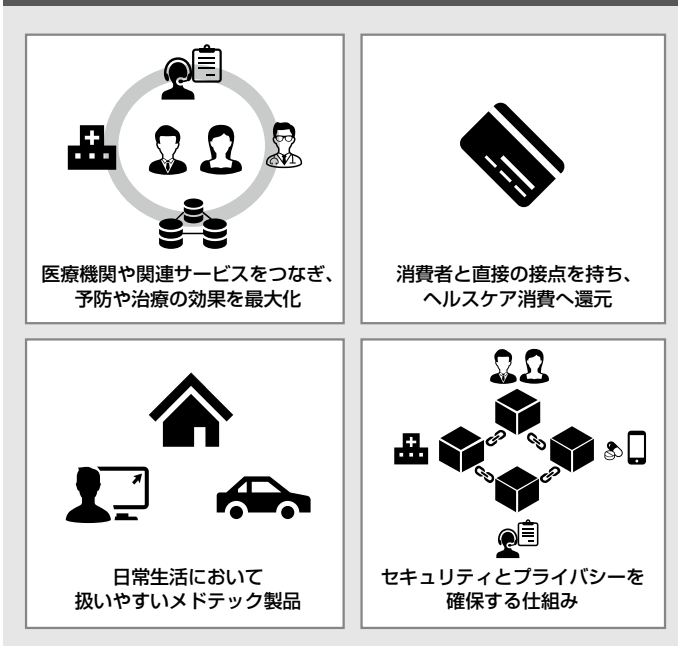 医療機関や関連サービスをつなぎ、
予防や治療の効果を最大化
消費者と直接の接点を持ち、
ヘルスケア消費へ還元
日常生活において
扱いやすいメドテック製品
セキュリティとプライバシーを
確保する仕組み